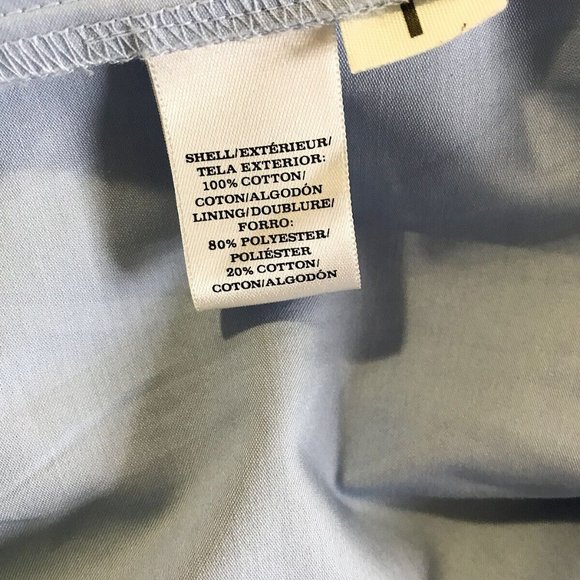 SHELL/EXTÉRIEUR/
TELA EXTERIOR:
100% COTTON/
COTON/ALGODÓN
LINING/DOUBLURE/
FORRO:
80% POLYESTER/
POLIÉSTER
20% COTTON/
COTON/ALGODÓN